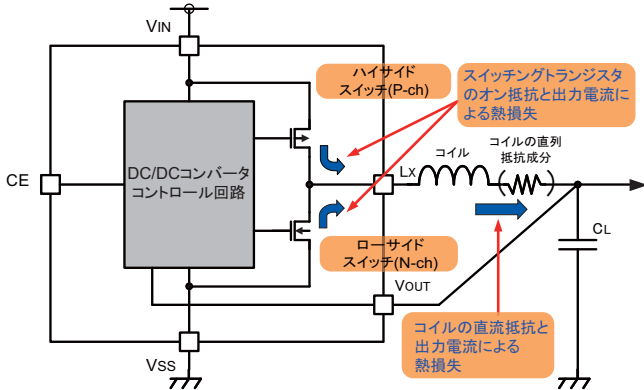 VIN
ハイサイド
スイッチ(P-ch)
スイッチングトランジスタ
のオン抵抗と出力電流に
よる熱損失
DC/DCコンバータ
コントロール回路
CE
LX
コイル
コイルの直列
抵抗成分
CL
ローサイド
スイッチ(N-ch)
VOUT
コイルの直流抵抗と
出力電流による
熱損失
VSS